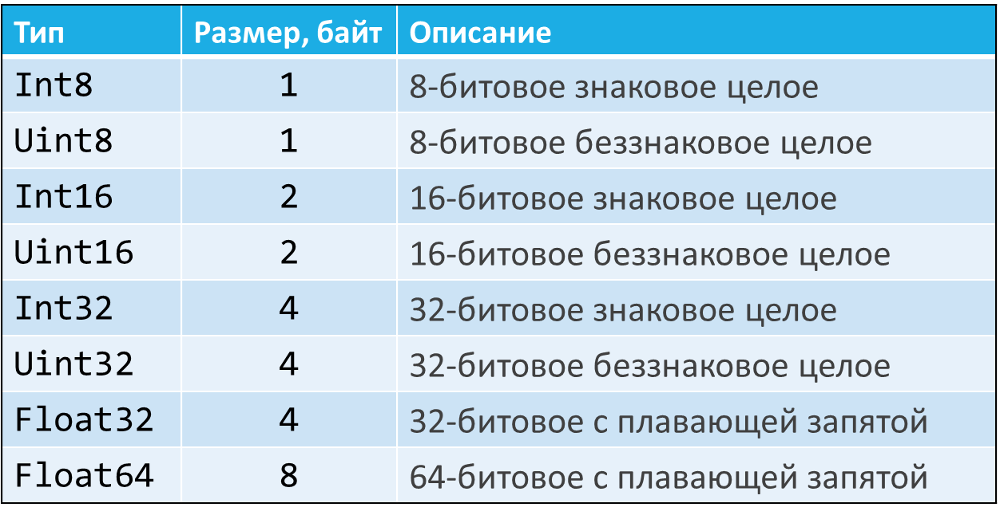 Тип Размер, байт Описание
Int8 1 8-битовое знаковое целое
Uint8 1 8-битовое беззнаковое целое
Int16 2 16-битовое знаковое целое
Uint16 2 16-битовое беззнаковое целое
Int32 4 32-битовое знаковое целое
Uint32 4 32-битовое беззнаковое целое
Float32 4 32-битовое с плавающей запятой
Float64 8 64-битовое с плавающей запятой